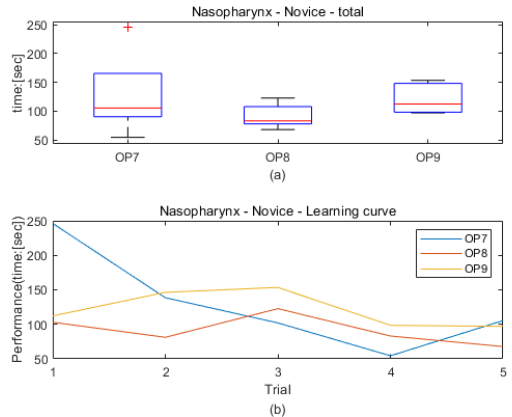 Nasopharynx - Novice - total
time:[sec]
250
200
150
100
50
OP7 OP8 OP9
(a)
Nasopharynx - Novice - Learning curve
Performance(time:[sec])
250
200
150
100
50
OP7
OP8
OP9
1 2 3 4 5
Trial
(b)